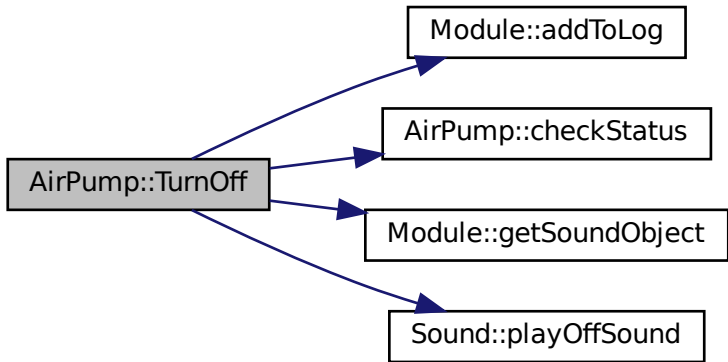 Module::addToLog
AirPump::checkStatus
AirPump::TurnOff
Module::getSoundObject
Sound::playOffSound